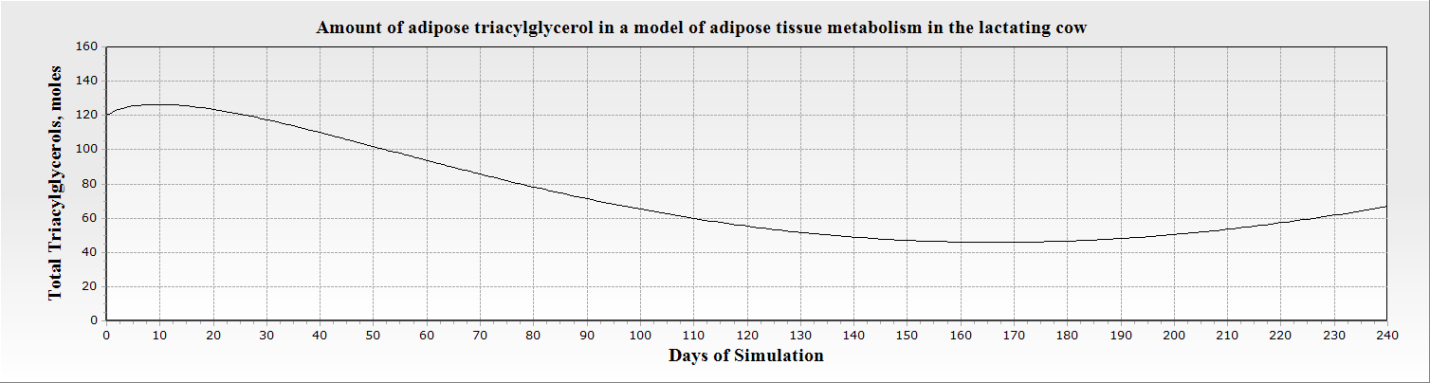 Amount of adipose triacylglycerol in a model of adipose tissue metabolism in the lactating cow
Total Triacylglycerols, moles
160
140
120
100
80
60
40
20
0
0 10 20 30 40 50 60 70 80 90 100 110 120 130 140 150 160 170 180 190 200 210 220 230 240
Days of Simulation